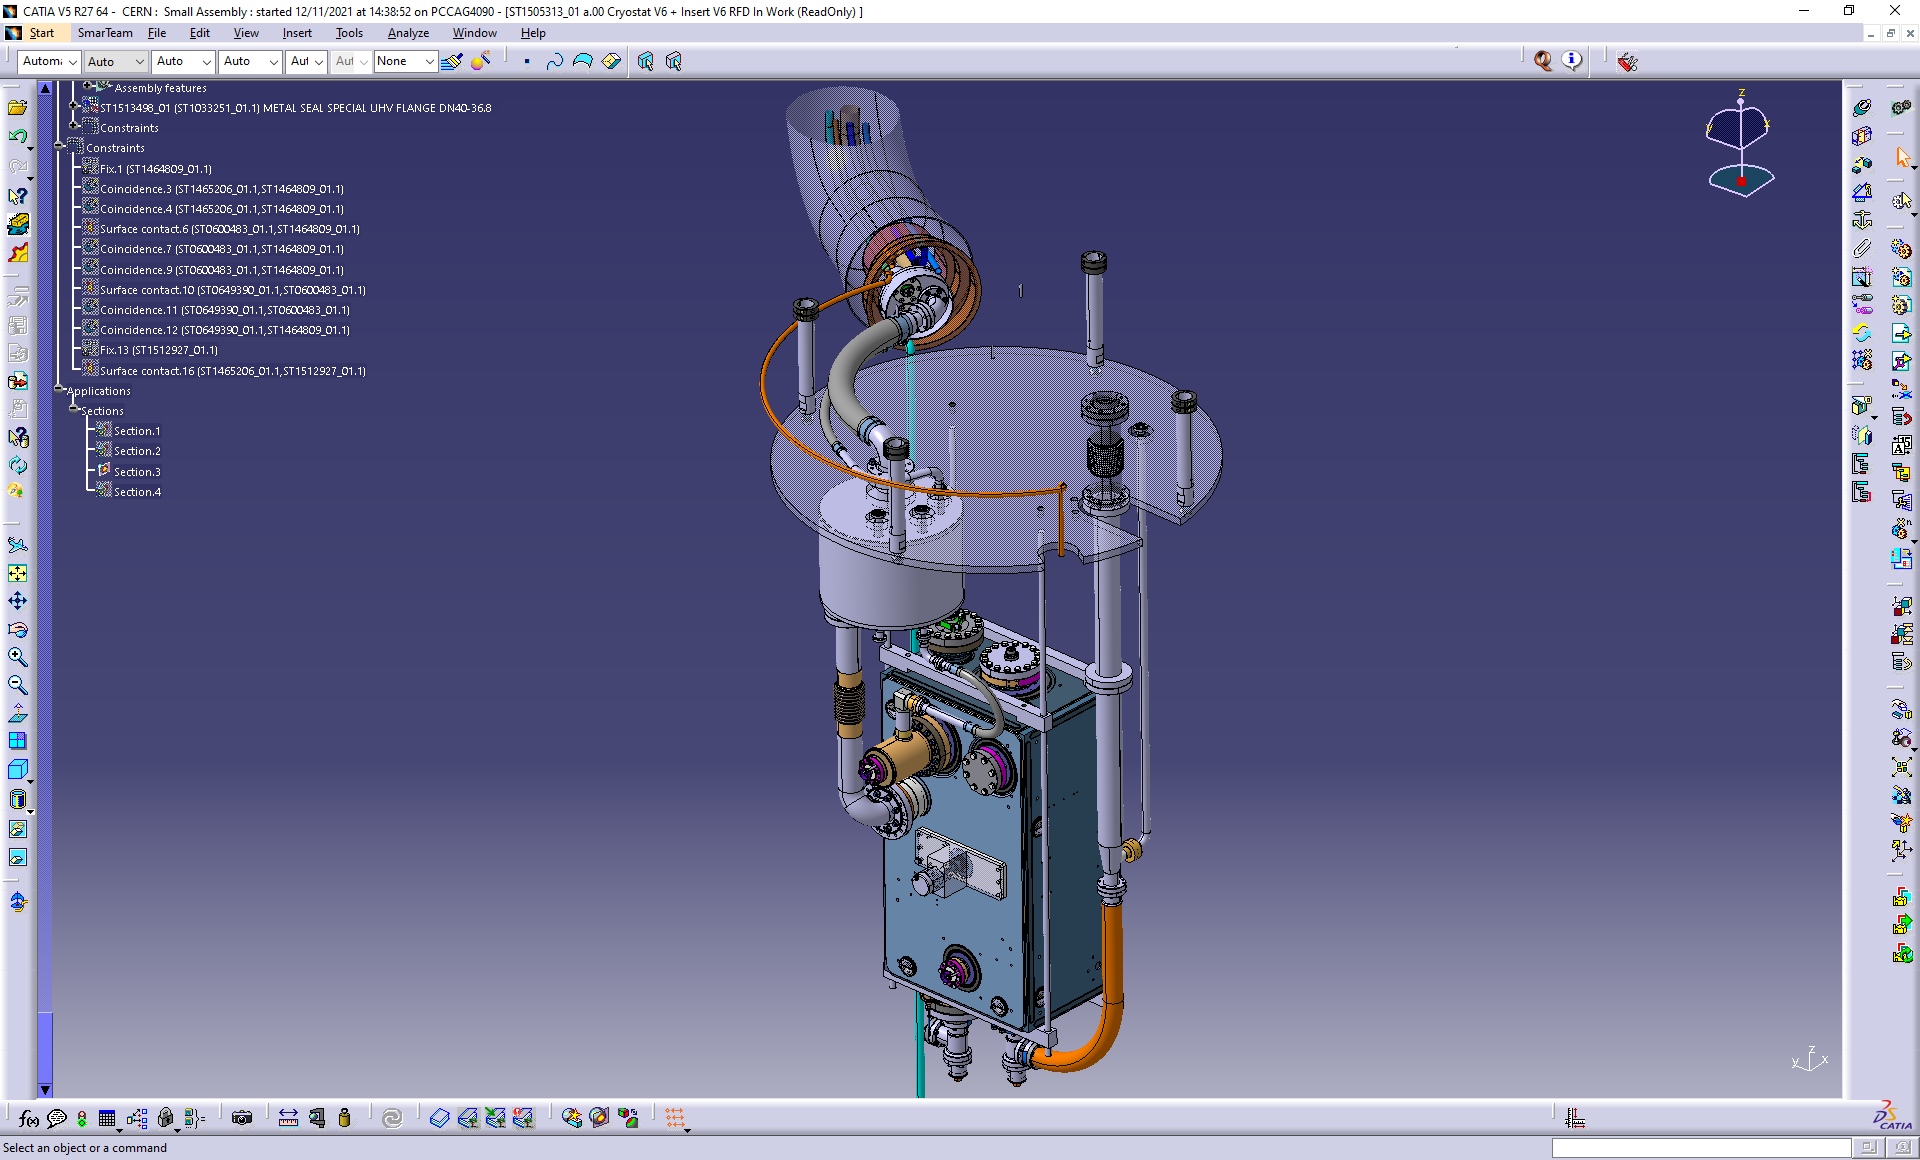 CATIA V5 R27 64 - CERN : Small Assembly : started 12/11/2021 at 14:38:52 on PCCAG4090 - [ST1505313_01 a.00 Cryostat V6 + Insert V6 RFD In Work (ReadOnly) ]
Start SmarTeam File Edit View Insert Tools Analyze Window Help
Autom Auto Auto Auto Aut Aut None
Assembly features
ST1513498_01 (ST1033251_01.1) METAL SEAL SPECIAL UHV FLANGE DN40-36.8
Constraints
Constraints
Fix.1 (ST1464809_01.1)
Coincidence.3 (ST1465206_01.1,ST1464809_01.1)
Coincidence.4 (ST1465206_01.1,ST1464809_01.1)
Surface contact.6 (ST0600483_01.1,ST1464809_01.1)
Coincidence.7 (ST0600483_01.1,ST1464809_01.1)
Coincidence.9 (ST0600483_01.1,ST1464809_01.1)
Surface contact.10 (ST0649390_01.1,ST0600483_01.1)
Coincidence.11 (ST0649390_01.1,ST0600483_01.1)
Coincidence.12 (ST0649390_01.1,ST1464809_01.1)
Fix.13 (ST1512927_01.1)
Surface contact.16 (ST1465206_01.1,ST1512927_01.1)
Applications
Sections
Section.1
Section.2
Section.3
Section.4
z
z
y x
f(x)
CATIA
Select an object or a command